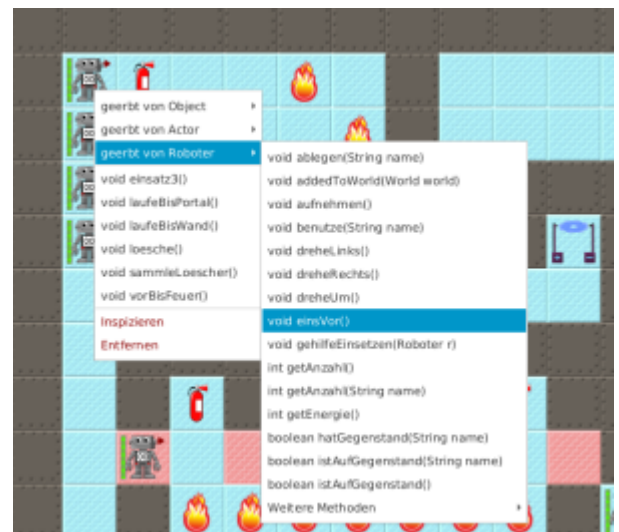 geerbt von Object
geerbt von Actor
geerbt von Roboter
void einsatz3()
void laufeBisPortal()
void laufeBisWand()
void loesche()
void sammleLoescher()
void vorBisFeuer()
Inspizieren
Entfernen
void ablegen(String name)
void addedToWorld(World world)
void aufnehmen()
void benutze(String name)
void dreheLinks()
void dreheRechts()
void dreheUm()
void einsVor()
void gehilfeEinsetzen(Roboter r)
int getAnzahl()
int getAnzahl(String name)
int getEnergie()
boolean hatGegenstand(String name)
boolean istAufGegenstand(String name)
boolean istAufGegenstand()
Weitere Methoden